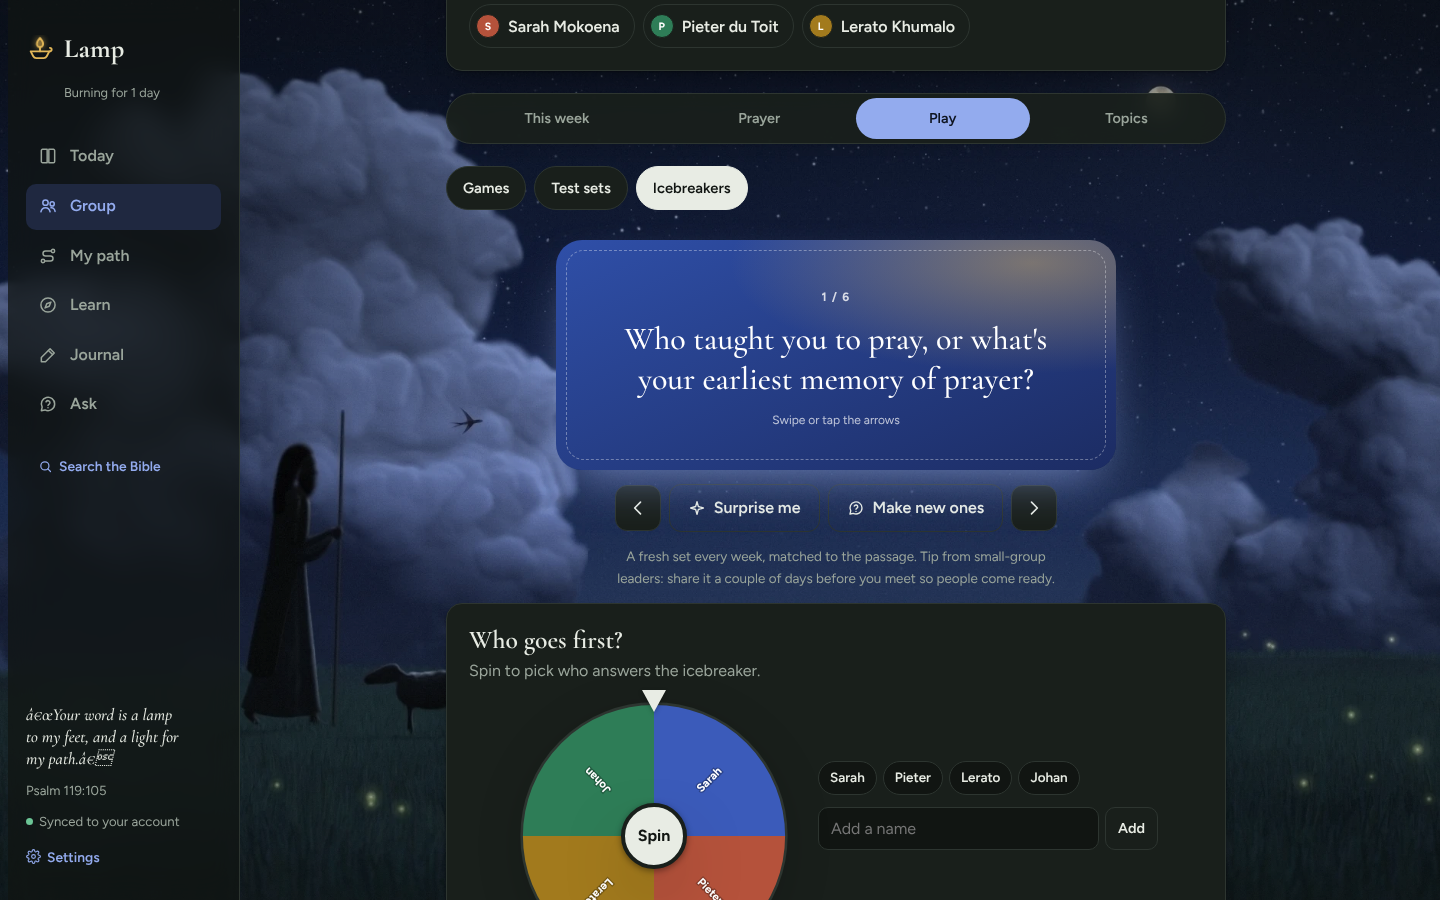 S Sarah Mokoena P Pieter du Toit L Lerato Khumalo
Lamp
Burning for 1 day
Today
Group
My path
Learn
Journal
Ask
Search the Bible
â€œYour word is a lamp
to my feet, and a light for
my path.â€
Psalm 119:105
Synced to your account
Settings
This week Prayer Play Topics
Games Test sets Icebreakers
1 / 6
Who taught you to pray, or what's
your earliest memory of prayer?
Swipe or tap the arrows
Surprise me Make new ones
A fresh set every week, matched to the passage. Tip from small-group
leaders: share it a couple of days before you meet so people come ready.
Who goes first?
Spin to pick who answers the icebreaker.
Johan Sarah
Spin
Lerato Pieter
Sarah Pieter Lerato Johan
Add a name Add